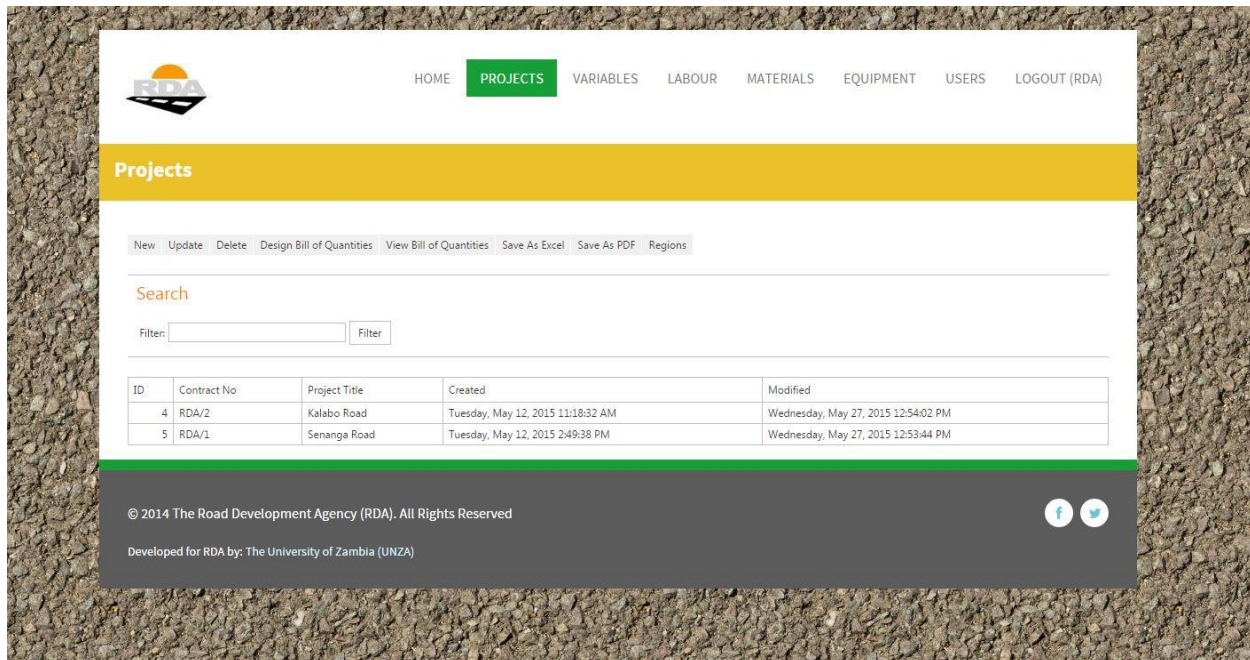 RDA
HOME PROJECTS VARIABLES LABOUR MATERIALS EQUIPMENT USERS LOGOUT (RDA)
Projects
New Update Delete Design Bill of Quantities View Bill of Quantities Save As Excel Save As PDF Regions
Search
Filter: Filter
ID Contract No Project Title Created Modified
4 RDA/2 Kalabo Road Tuesday, May 12, 2015 11:18:32 AM Wednesday, May 27, 2015 12:54:02 PM
5 RDA/1 Senanga Road Tuesday, May 12, 2015 2:49:38 PM Wednesday, May 27, 2015 12:53:44 PM
© 2014 The Road Development Agency (RDA). All Rights Reserved
Developed for RDA by: The University of Zambia (UNZA)